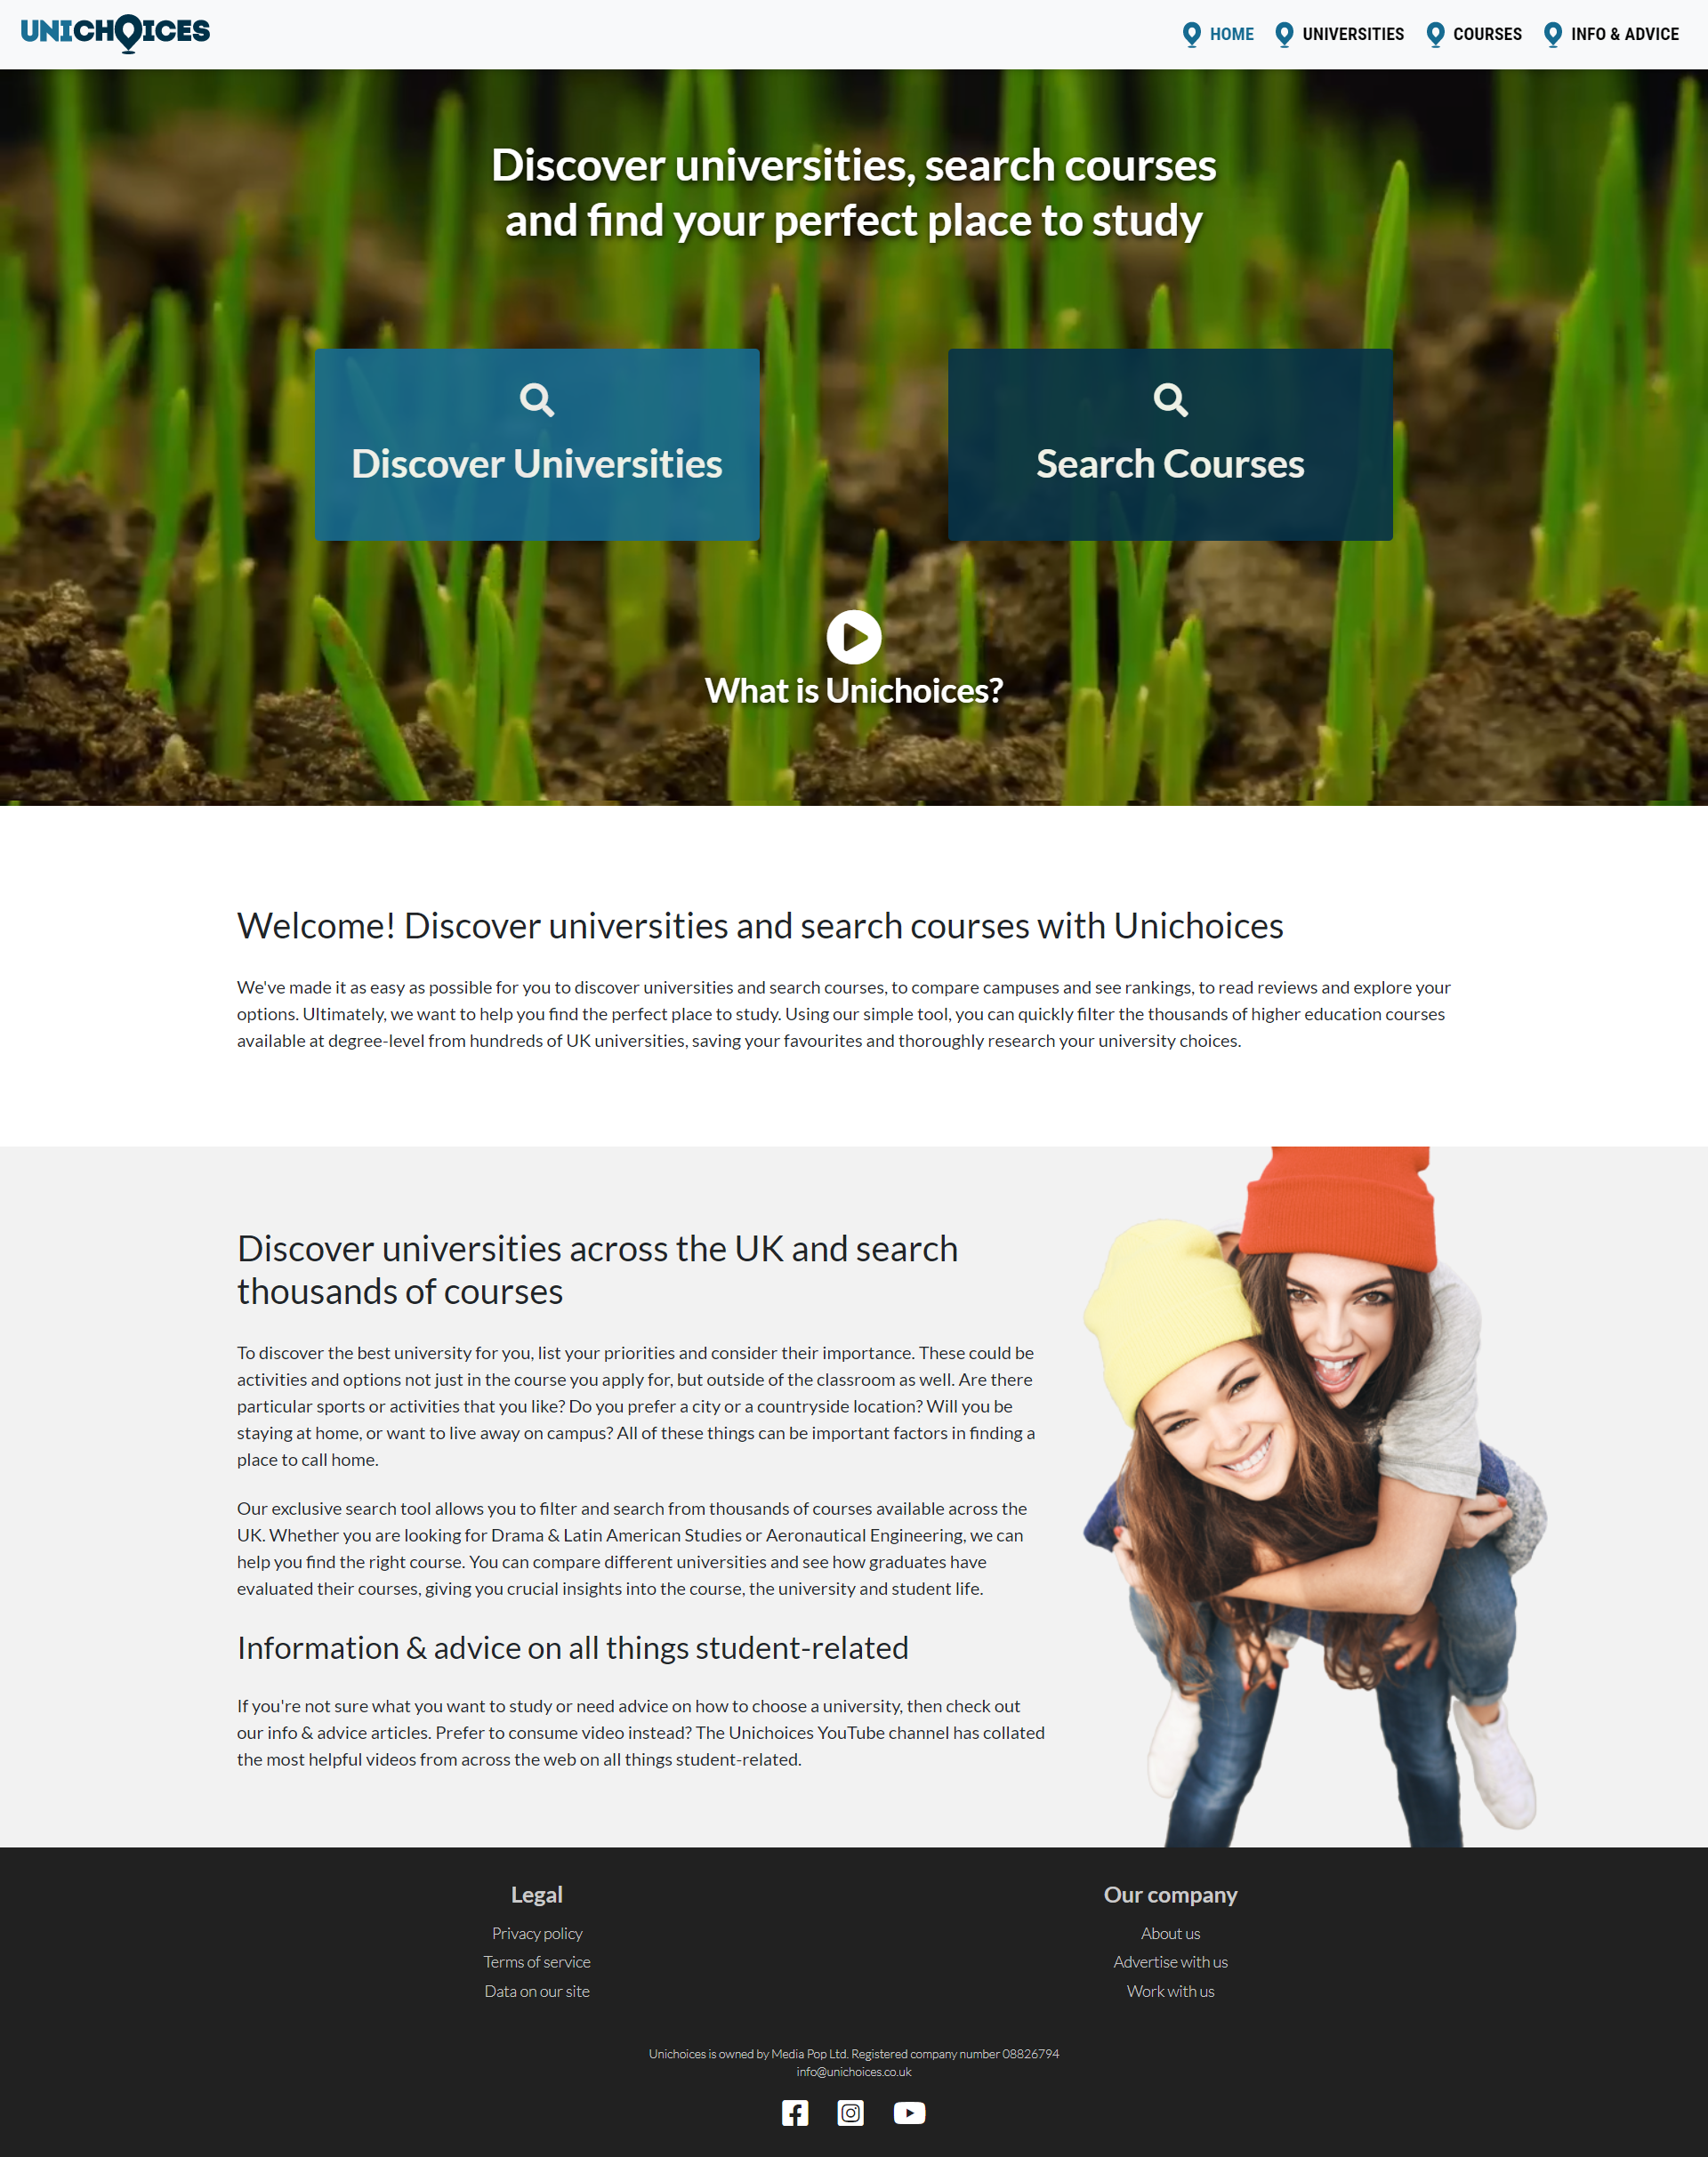 UNICHOICES
HOME
UNIVERSITIES
COURSES
INFO & ADVICE
Discover universities, search courses
and find your perfect place to study
Discover Universities
Search Courses
What is Unichoices?
Welcome! Discover universities and search courses with Unichoices
We've made it as easy as possible for you to discover universities and search courses, to compare campuses and see rankings, to read reviews and explore your
options. Ultimately, we want to help you find the perfect place to study. Using our simple tool, you can quickly filter the thousands of higher education courses
available at degree-level from hundreds of UK universities, saving your favourites and thoroughly research your university choices.
Discover universities across the UK and search
thousands of courses
To discover the best university for you, list your priorities and consider their importance. These could be
activities and options not just in the course you apply for, but outside of the classroom as well. Are there
particular sports or activities that you like? Do you prefer a city or a countryside location? Will you be
staying at home, or want to live away on campus? All of these things can be important factors in finding a
place to call home.
Our exclusive search tool allows you to filter and search from thousands of courses available across the
UK. Whether you are looking for Drama & Latin American Studies or Aeronautical Engineering, we can
help you find the right course. You can compare different universities and see how graduates have
evaluated their courses, giving you crucial insights into the course, the university and student life.
Information & advice on all things student-related
If you're not sure what you want to study or need advice on how to choose a university, then check out
our info & advice articles. Prefer to consume video instead? The Unichoices YouTube channel has collated
the most helpful videos from across the web on all things student-related.
Legal
Privacy policy
Terms of service
Data on our site
Our company
About us
Advertise with us
Work with us
Unichoices is owned by Media Pop Ltd. Registered company number 08826794
info@unichoices.co.uk